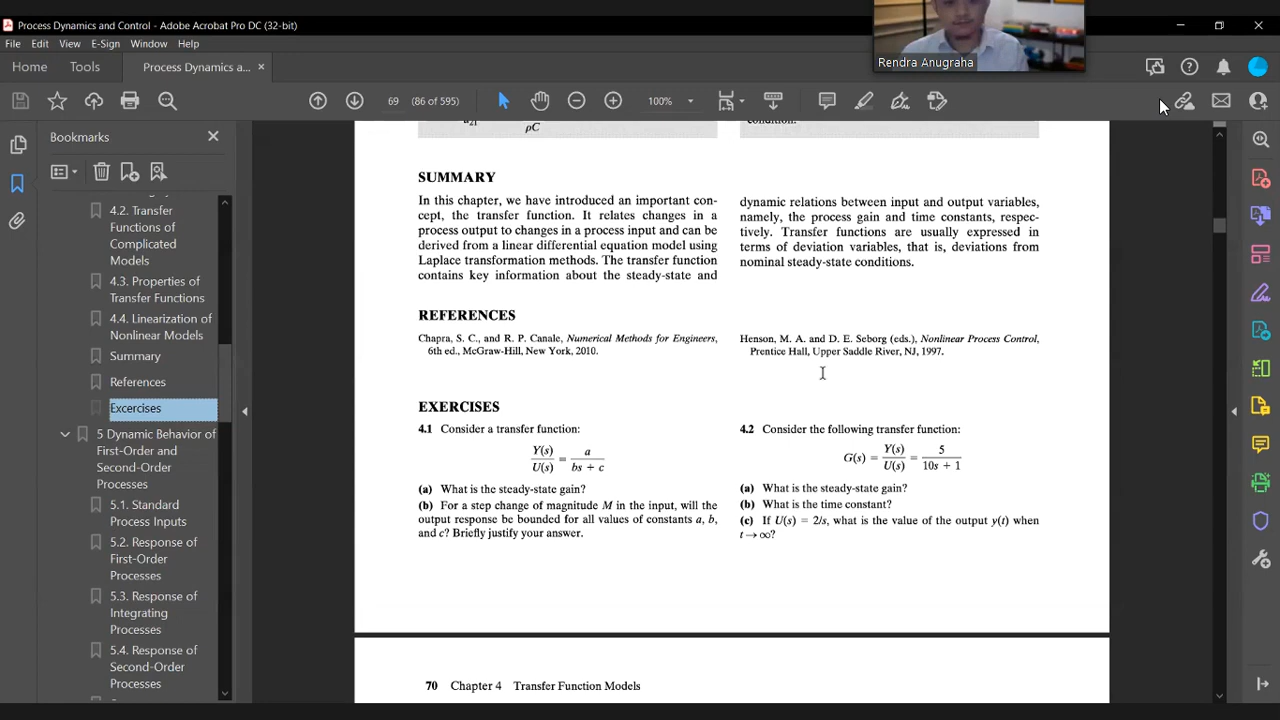 Process Dynamics and Control - Adobe Acrobat Pro DC (32-bit)
File Edit View E-Sign Window Help
Rendra Anugraha
Home Tools Process Dynamics a... ×
69 (86 of 595) 100%
Bookmarks
4.2. Transfer
Functions of
Complicated
Models
4.3. Properties of
Transfer Functions
4.4. Linearization of
Nonlinear Models
Summary
References
Excercises
5 Dynamic Behavior of
First-Order and
Second-Order
Processes
5.1. Standard
Process Inputs
5.2. Response of
First-Order
Processes
5.3. Response of
Integrating
Processes
5.4. Response of
Second-Order
Processes
ρC
condition.
SUMMARY
In this chapter, we have introduced an important con-
cept, the transfer function. It relates changes in a
process output to changes in a process input and can be
derived from a linear differential equation model using
Laplace transformation methods. The transfer function
contains key information about the steady-state and
dynamic relations between input and output variables,
namely, the process gain and time constants, respec-
tively. Transfer functions are usually expressed in
terms of deviation variables, that is, deviations from
nominal steady-state conditions.
REFERENCES
Chapra, S. C., and R. P. Canale, Numerical Methods for Engineers,
6th ed., McGraw-Hill, New York, 2010.
Henson, M. A. and D. E. Seborg (eds.), Nonlinear Process Control,
Prentice Hall, Upper Saddle River, NJ, 1997.
EXERCISES
4.1 Consider a transfer function:
Y(s)/U(s) = a/(bs + c)
(a) What is the steady-state gain?
(b) For a step change of magnitude M in the input, will the
output response be bounded for all values of constants a, b,
and c? Briefly justify your answer.
4.2 Consider the following transfer function:
G(s) = Y(s)/U(s) = 5/(10s + 1)
(a) What is the steady-state gain?
(b) What is the time constant?
(c) If U(s) = 2/s, what is the value of the output y(t) when
t → ∞?
70 Chapter 4 Transfer Function Models